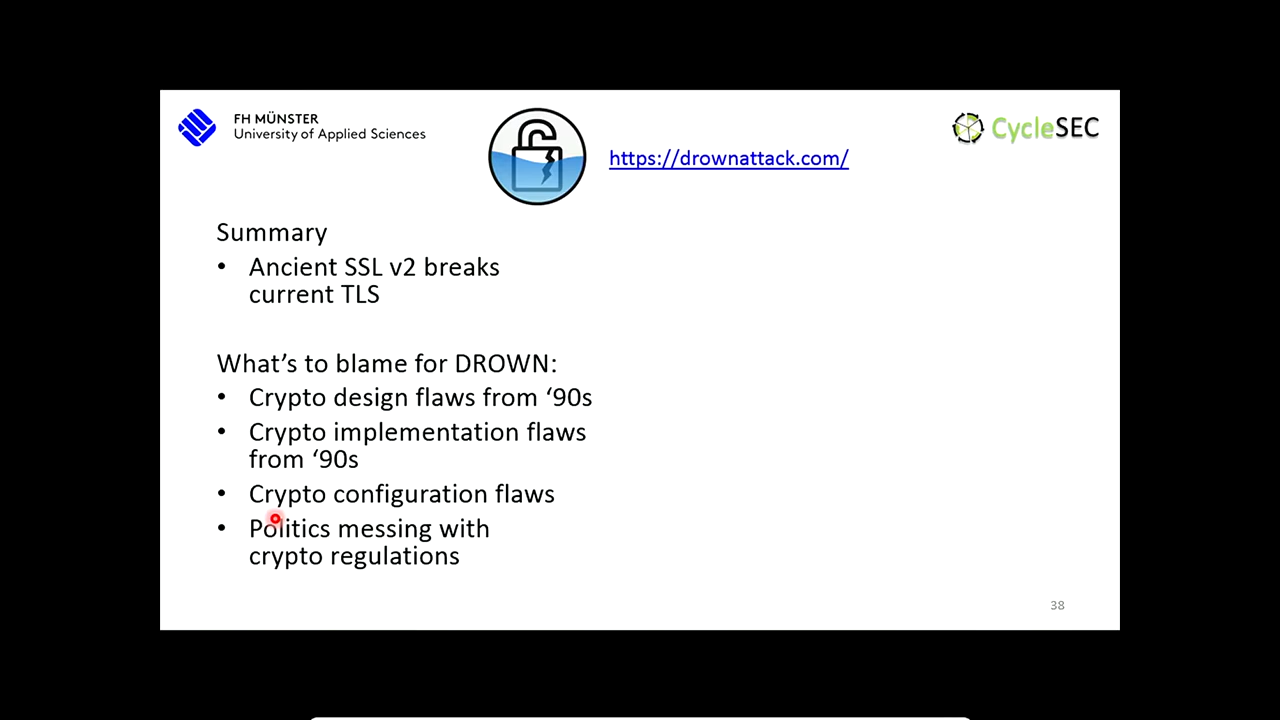 FH MÜNSTER
University of Applied Sciences
https://drownattack.com/
CycleSEC
Summary
• Ancient SSL v2 breaks
current TLS
What’s to blame for DROWN:
• Crypto design flaws from ‘90s
• Crypto implementation flaws
from ‘90s
• Crypto configuration flaws
• Politics messing with
crypto regulations
38